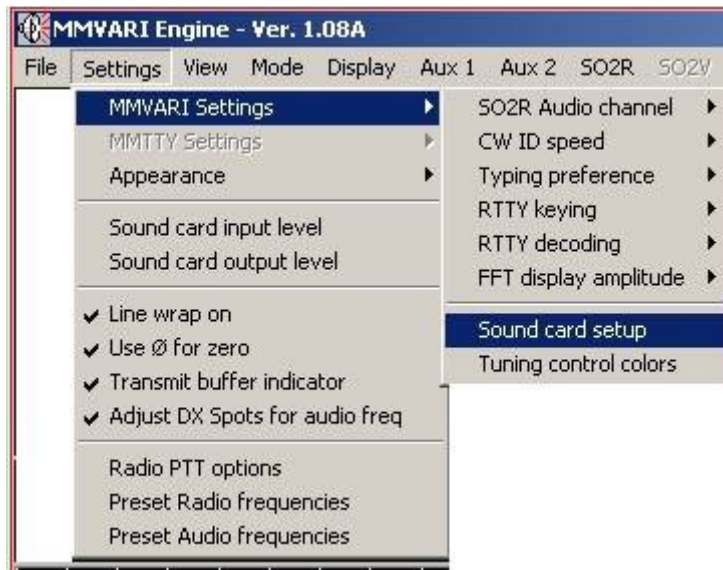 MMVARI Engine - Ver. 1.08A
File Settings View Mode Display Aux 1 Aux 2 SO2R SO2V
MMVARI Settings
MMTTY Settings
Appearance
Sound card input level
Sound card output level
Line wrap on
Use Ø for zero
Transmit buffer indicator
Adjust DX Spots for audio freq
Radio PTT options
Preset Radio frequencies
Preset Audio frequencies
SO2R Audio channel
CW ID speed
Typing preference
RTTY keying
RTTY decoding
FFT display amplitude
Sound card setup
Tuning control colors